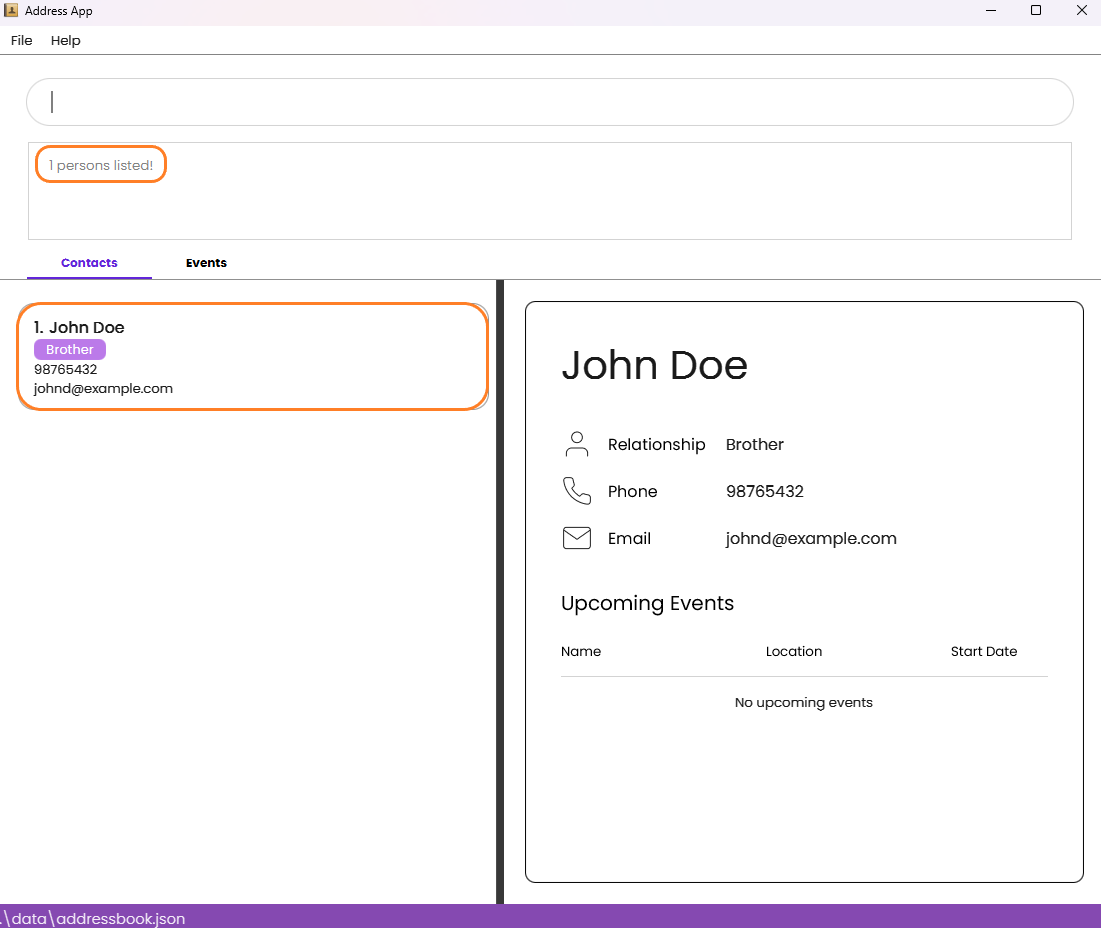 Address App
File Help
1 persons listed!
Contacts Events
1. John Doe
Brother
98765432
johnd@example.com
John Doe
Relationship Brother
Phone 98765432
Email johnd@example.com
Upcoming Events
Name Location Start Date
No upcoming events
.\data\addressbook.json